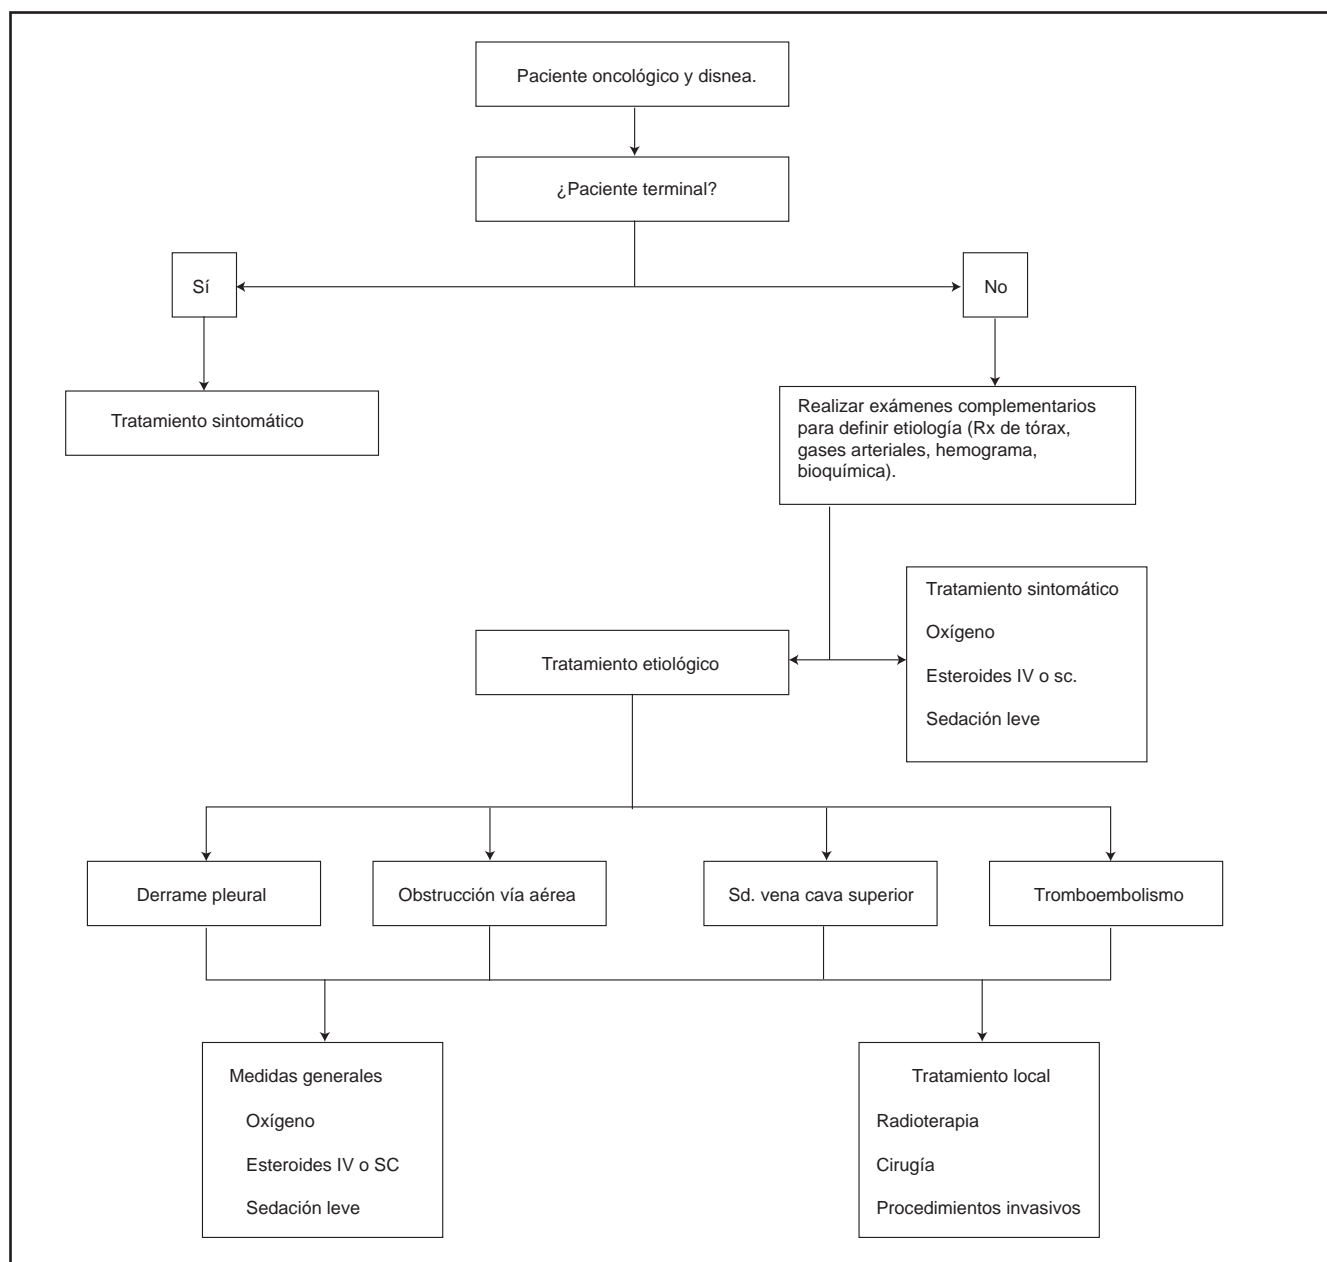 Paciente oncológico y disnea.
¿Paciente terminal?
Sí
No
Tratamiento sintomático
Realizar exámenes complementarios
para definir etiología (Rx de tórax,
gases arteriales, hemograma,
bioquímica).
Tratamiento sintomático
Oxígeno
Esteroides IV o sc.
Sedación leve
Tratamiento etiológico
Derrame pleural
Obstrucción vía aérea
Sd. vena cava superior
Tromboembolismo
Medidas generales
Oxígeno
Esteroides IV o SC
Sedación leve
Tratamiento local
Radioterapia
Cirugía
Procedimientos invasivos